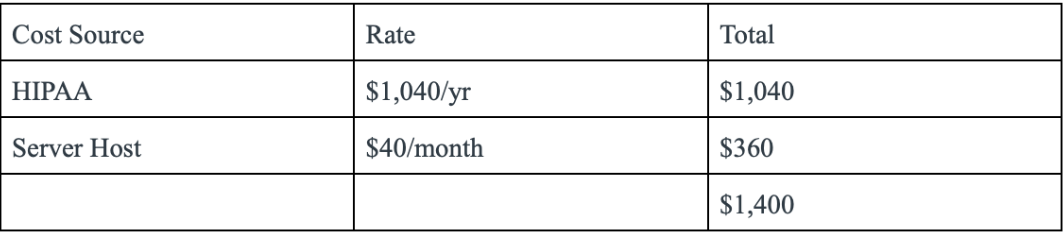 Cost Source Rate Total
HIPAA $1,040/yr $1,040
Server Host $40/month $360
$1,400